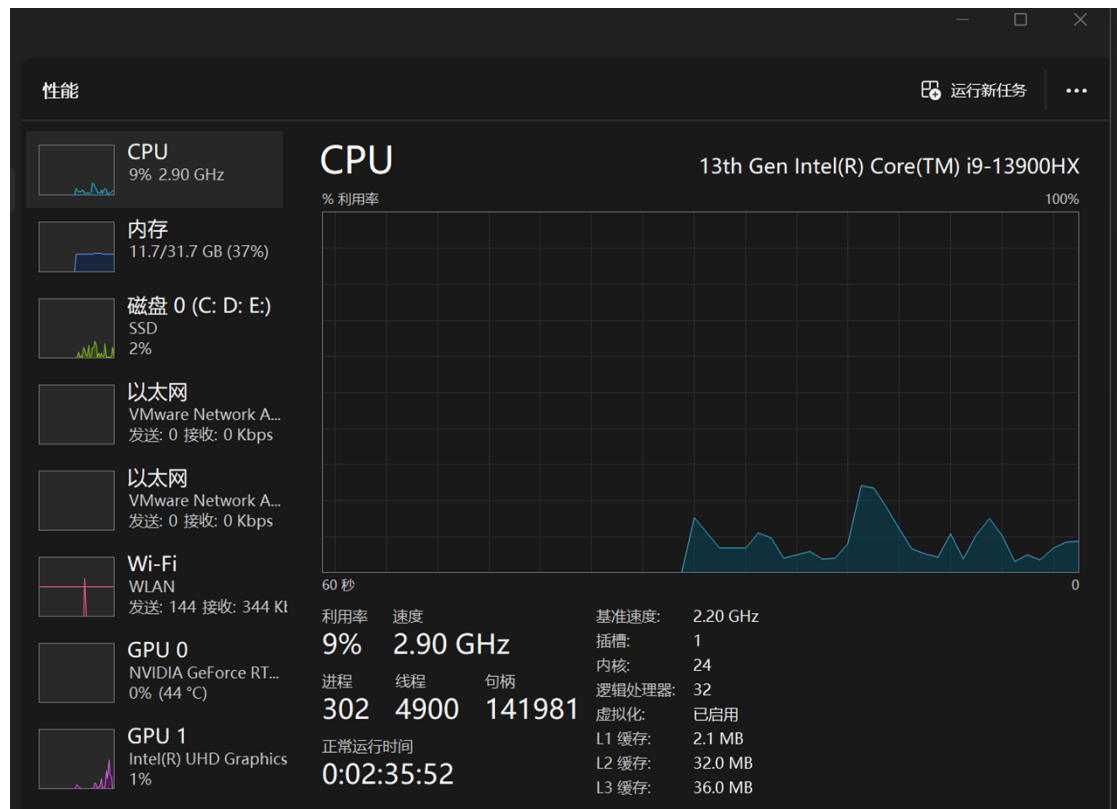 性能
运行新任务
CPU
9% 2.90 GHz
内存
11.7/31.7 GB (37%)
磁盘 0 (C: D: E:)
SSD
2%
以太网
VMware Network A...
发送: 0 接收: 0 Kbps
以太网
VMware Network A...
发送: 0 接收: 0 Kbps
Wi-Fi
WLAN
发送: 144 接收: 344 Kb
GPU 0
NVIDIA GeForce RT...
0% (44 °C)
GPU 1
Intel(R) UHD Graphics
1%
CPU
13th Gen Intel(R) Core(TM) i9-13900HX
% 利用率
100%
60 秒
0
利用率 速度
9% 2.90 GHz
进程 线程 句柄
302 4900 141981
正常运行时间
0:02:35:52
基准速度: 2.20 GHz
插槽: 1
内核: 24
逻辑处理器: 32
虚拟化: 已启用
L1 缓存: 2.1 MB
L2 缓存: 32.0 MB
L3 缓存: 36.0 MB